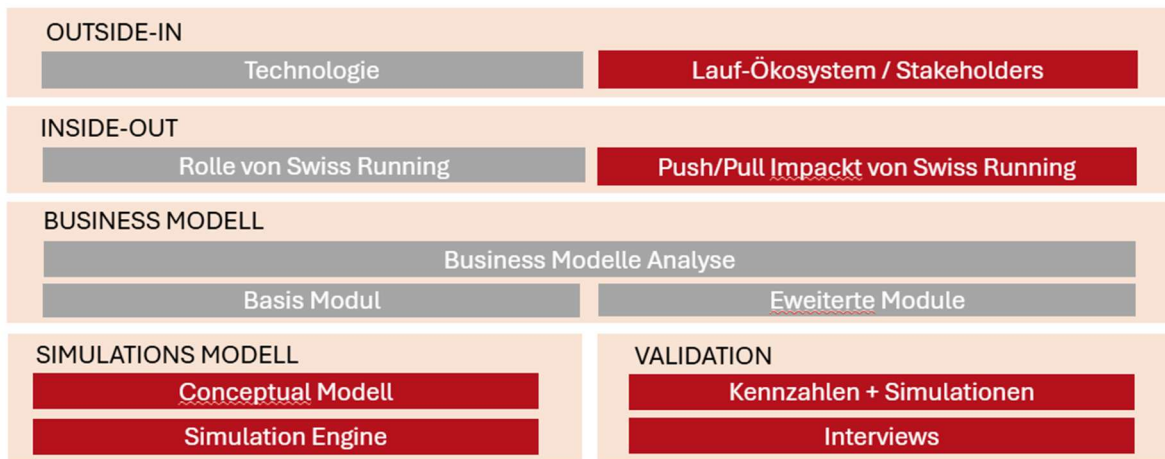 OUTSIDE-IN
Technologie
Lauf-Ökosystem / Stakeholders
INSIDE-OUT
Rolle von Swiss Running
Push/Pull Impackt von Swiss Running
BUSINESS MODELL
Business Modelle Analyse
Basis Modul
Eweiterte Module
SIMULATIONS MODELL
Conceptual Modell
Simulation Engine
VALIDATION
Kennzahlen + Simulationen
Interviews